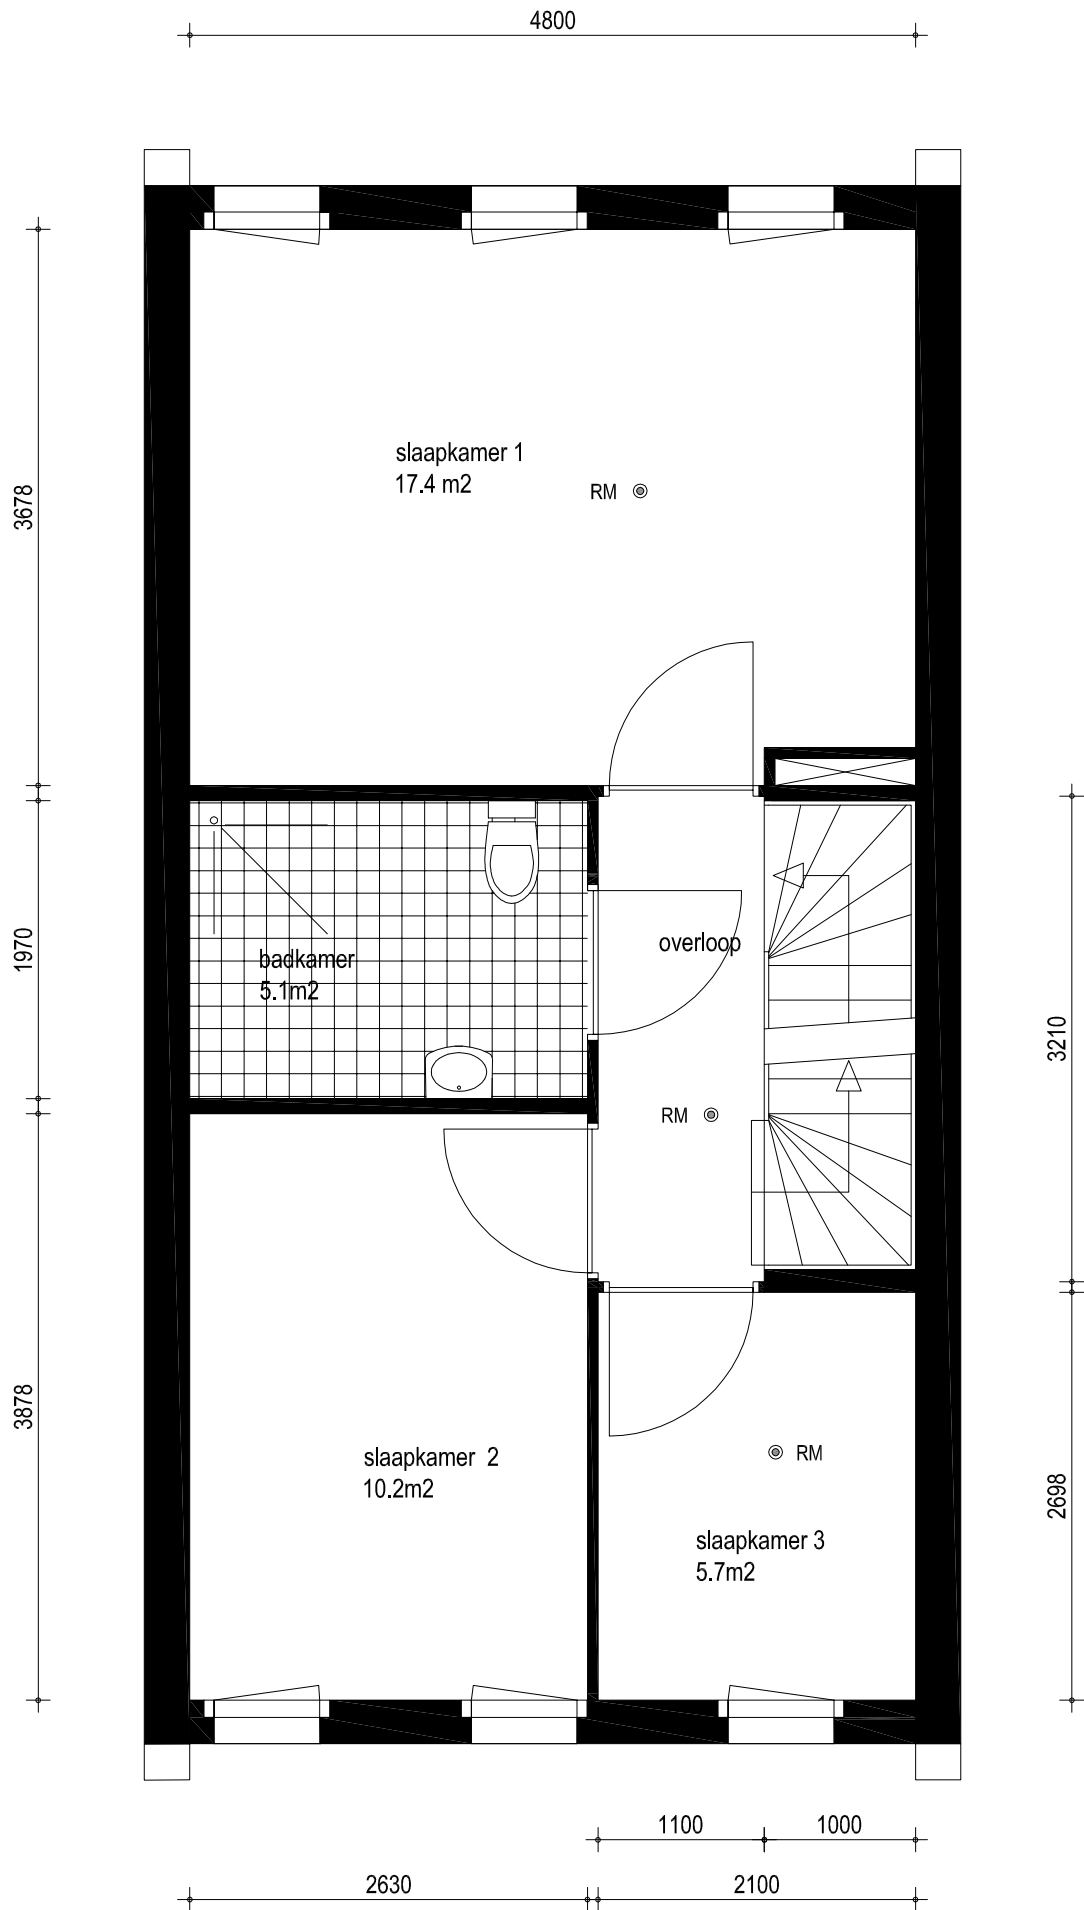 4800
slaapkamer 1
17.4 m2
RM
3678
badkamer
5.1m2
overloop
1970
3210
RM
3878
slaapkamer 2
10.2m2
RM
slaapkamer 3
5.7m2
2698
1100
1000
2630
2100